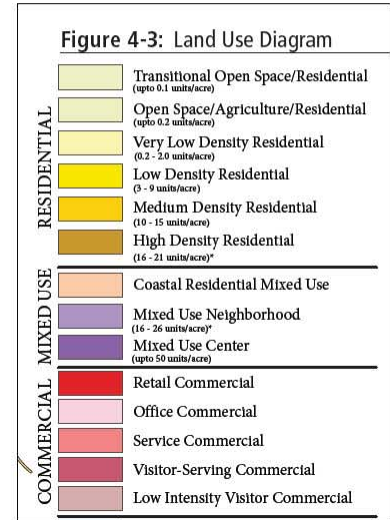 Figure 4-3: Land Use Diagram
RESIDENTIAL
Transitional Open Space/Residential
(upto 0.1 units/acre)
Open Space/Agriculture/Residential
(upto 0.2 units/acre)
Very Low Density Residential
(0.2 - 2.0 units/acre)
Low Density Residential
(3 - 9 units/acre)
Medium Density Residential
(10 - 15 units/acre)
High Density Residential
(16 - 21 units/acre)*
MIXED USE
Coastal Residential Mixed Use
Mixed Use Neighborhood
(16 - 26 units/acre)*
Mixed Use Center
(upto 50 units/acre)
COMMERCIAL
Retail Commercial
Office Commercial
Service Commercial
Visitor-Serving Commercial
Low Intensity Visitor Commercial